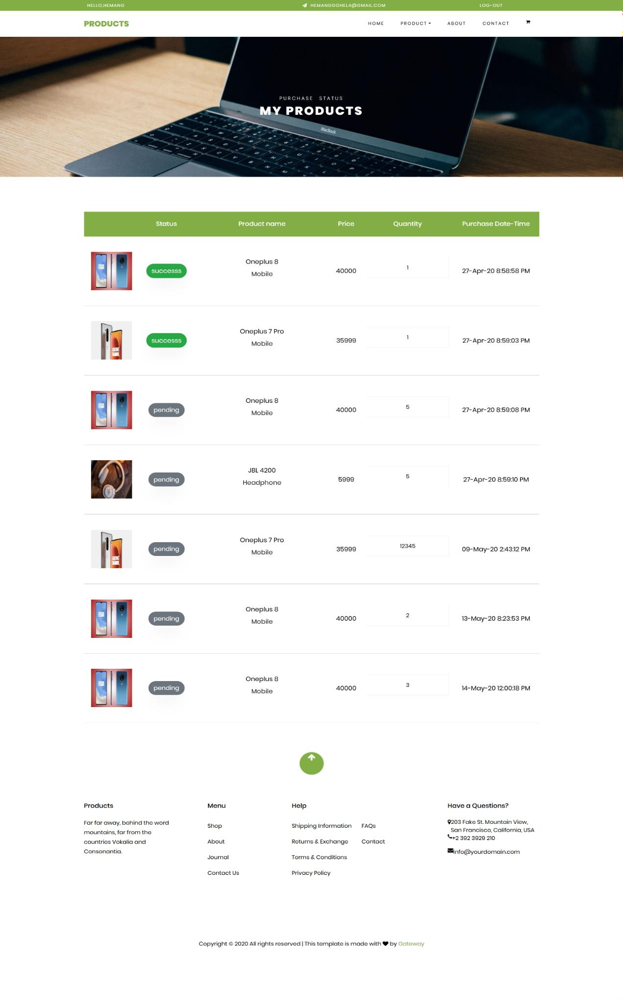 HELLO,HEMANG
HEMANGGOHEL4@GMAIL.COM
LOG-OUT
PRODUCTS
HOME PRODUCT ABOUT CONTACT
PURCHASE STATUS
MY PRODUCTS
MacBook
Status Product name Price Quantity Purchase Date-Time
successs Oneplus 8 40000 1 27-Apr-20 8:58:58 PM
Mobile
successs Oneplus 7 Pro 35999 1 27-Apr-20 8:59:03 PM
Mobile
pending Oneplus 8 40000 5 27-Apr-20 8:59:08 PM
Mobile
pending JBL 4200 5999 5 27-Apr-20 8:59:10 PM
Headphone
pending Oneplus 7 Pro 35999 12345 09-May-20 2:43:12 PM
Mobile
pending Oneplus 8 40000 2 13-May-20 8:23:53 PM
Mobile
pending Oneplus 8 40000 3 14-May-20 12:00:18 PM
Mobile
Products
Far far away, behind the word
mountains, far from the
countries Vokalia and
Consonantia.
Menu
Shop
About
Journal
Contact Us
Help
Shipping Information
Returns & Exchange
Terms & Conditions
Privacy Policy
FAQs
Contact
Have a Questions?
203 Fake St. Mountain View,
San Francisco, California, USA
+2 392 3929 210
info@yourdomain.com
Copyright © 2020 All rights reserved | This template is made with ♥ by Gateway